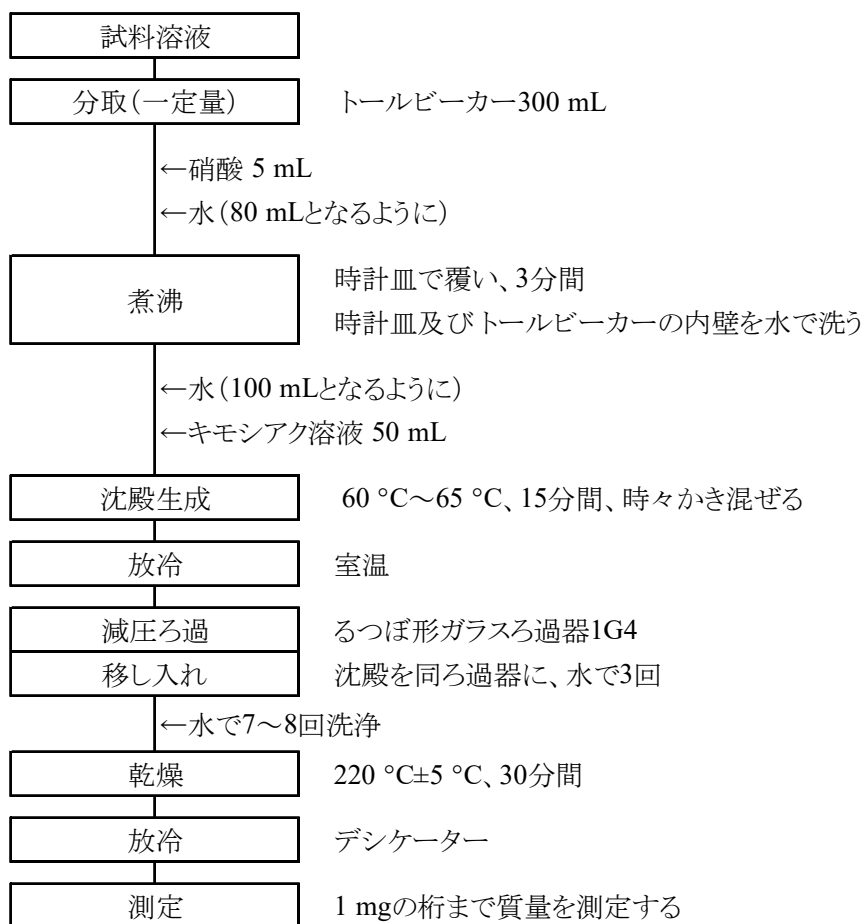 試料溶液
分取(一定量) トールビーカー300 mL
←硝酸 5 mL
←水(80 mLとなるように)
煮沸 時計皿で覆い、3分間
時計皿及びトールビーカーの内壁を水で洗う
←水(100 mLとなるように)
←キモシアク溶液 50 mL
沈殿生成 60 °C~65 °C、15分間、時々かき混ぜる
放冷 室温
減圧ろ過 るつぼ形ガラスろ過器1G4
移し入れ 沈殿を同ろ過器に、水で3回
←水で7~8回洗浄
乾燥 220 °C±5 °C、30分間
放冷 デシケーター
測定 1 mgの桁まで質量を測定する